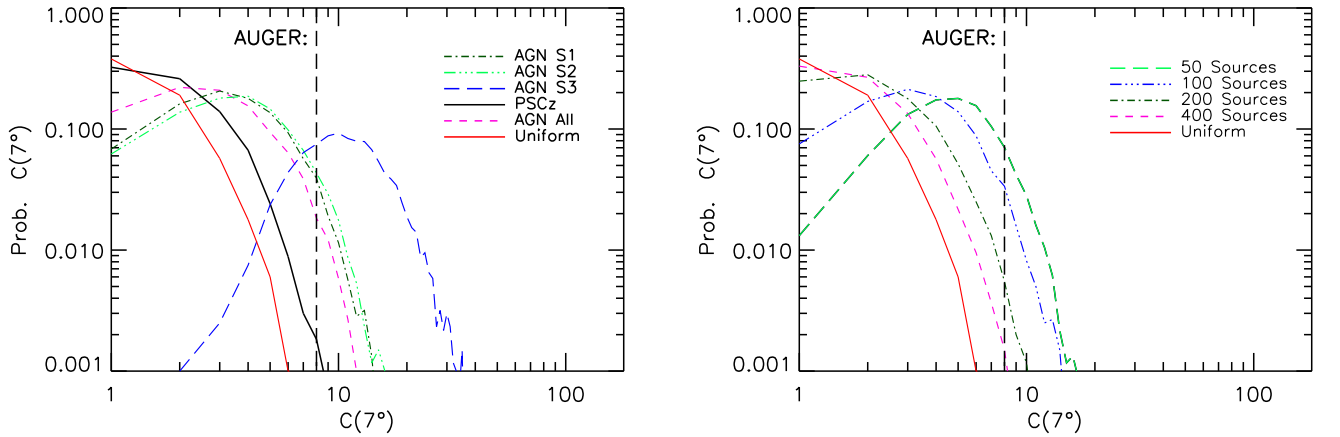 AUGER:
AGN S1
AGN S2
AGN S3
PSCz
AGN All
Uniform
1.000
0.100
0.010
0.001
Prob. C(7°)
1
10
100
C(7°)
AUGER:
50 Sources
100 Sources
200 Sources
400 Sources
Uniform
1.000
0.100
0.010
0.001
Prob. C(7°)
1
10
100
C(7°)